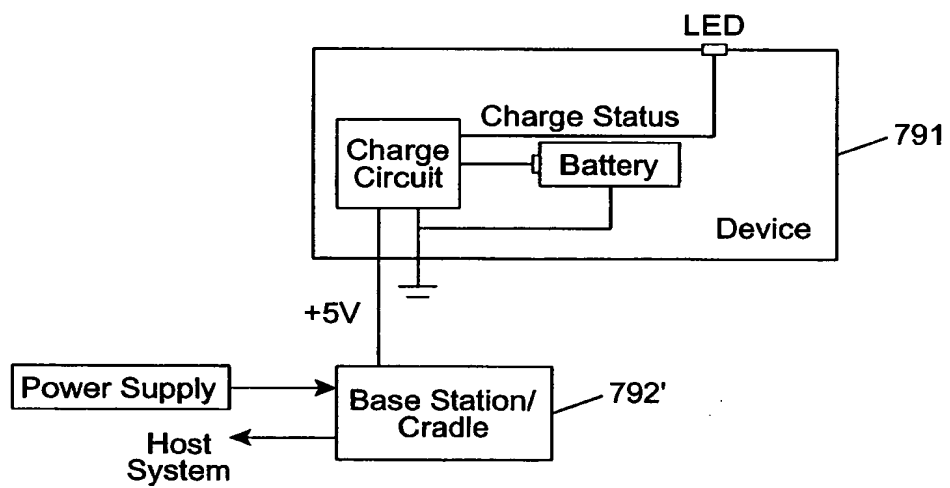 LED
Charge Status
Charge
Circuit
Battery
791
Device
+5V
Power Supply
Base Station/
Cradle
792'
Host
System